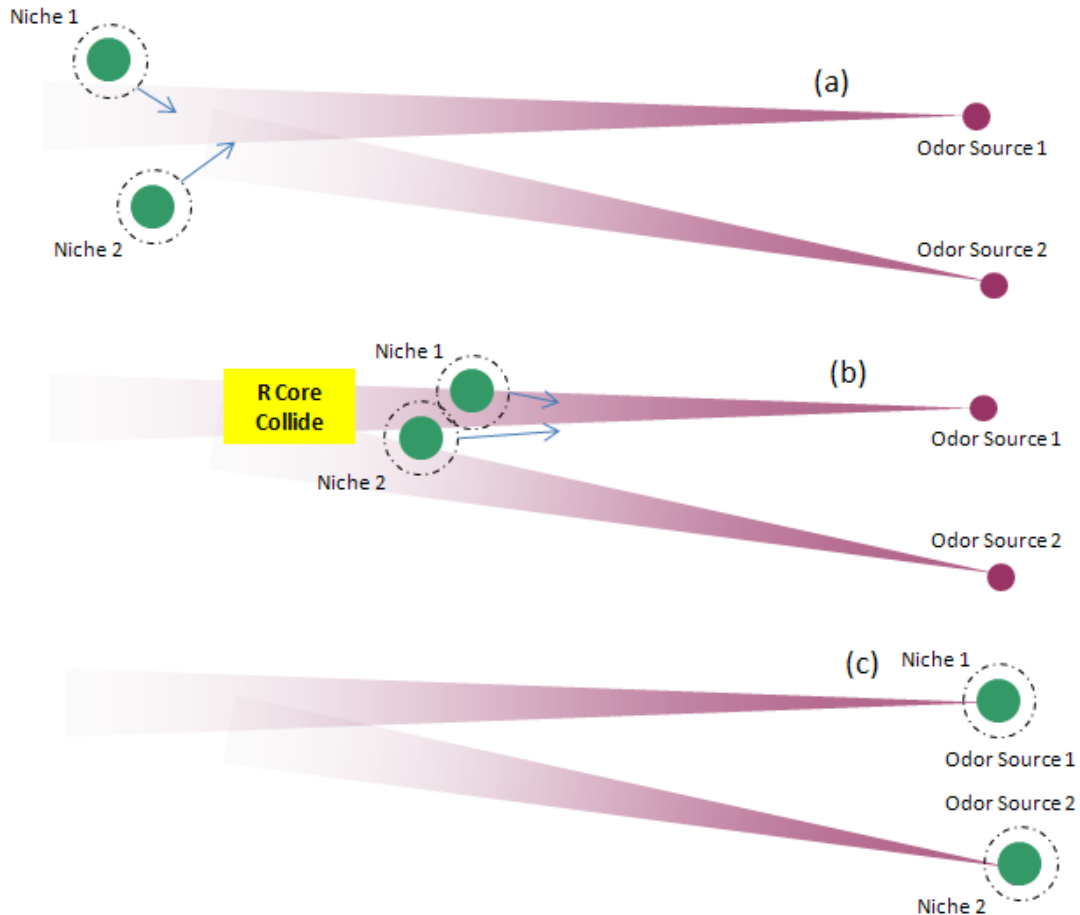 Niche 1
(a)
Odor Source 1
Niche 2
Odor Source 2
Niche 1
(b)
R Core
Collide
Odor Source 1
Niche 2
Odor Source 2
(c)
Niche 1
Odor Source 1
Odor Source 2
Niche 2